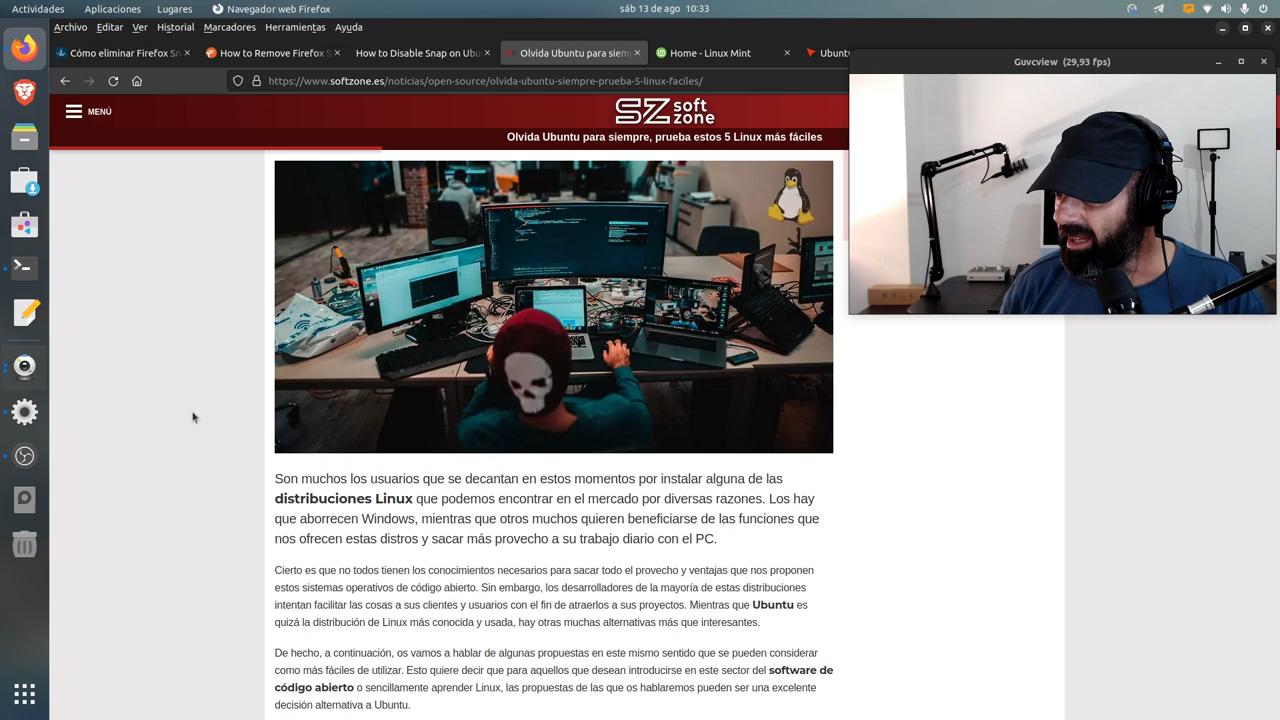 Actividades Aplicaciones Lugares Navegador web Firefox sáb 13 de ago 10:33
Archivo Editar Ver Historial Marcadores Herramientas Ayuda
Cómo eliminar Firefox Sn How to Remove Firefox S How to Disable Snap on Ubu Olvida Ubuntu para siem Home - Linux Mint Ubuntu
https://www.softzone.es/noticias/open-source/olvida-ubuntu-siempre-prueba-5-linux-faciles/
Guvcview (29,93 fps)
MENÚ
SZ soft zone
Olvida Ubuntu para siempre, prueba estos 5 Linux más fáciles
Son muchos los usuarios que se decantan en estos momentos por instalar alguna de las
distribuciones Linux que podemos encontrar en el mercado por diversas razones. Los hay
que aborrecen Windows, mientras que otros muchos quieren beneficiarse de las funciones que
nos ofrecen estas distros y sacar más provecho a su trabajo diario con el PC.
Cierto es que no todos tienen los conocimientos necesarios para sacar todo el provecho y ventajas que nos proponen
estos sistemas operativos de código abierto. Sin embargo, los desarrolladores de la mayoría de estas distribuciones
intentan facilitar las cosas a sus clientes y usuarios con el fin de atraerlos a sus proyectos. Mientras que Ubuntu es
quizá la distribución de Linux más conocida y usada, hay otras muchas alternativas más que interesantes.
De hecho, a continuación, os vamos a hablar de algunas propuestas en este mismo sentido que se pueden considerar
como más fáciles de utilizar. Esto quiere decir que para aquellos que desean introducirse en este sector del software de
código abierto o sencillamente aprender Linux, las propuestas de las que os hablaremos pueden ser una excelente
decisión alternativa a Ubuntu.